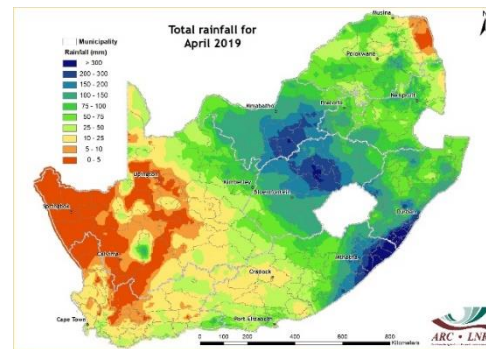 Total rainfall for
April 2019
N
Municipality
Rainfall (mm)
> 300
200 - 300
150 - 200
100 - 150
75 - 100
50 - 75
25 - 50
10 - 25
5 - 10
0 - 5
Musina
Polokwane
Nelspruit
Pretoria
Mmabatho
Upington
Kimberley
Bloemfontein
Springbok
Durban
Calvinia
Mthatha
Cradock
Cape Town
Port Elizabeth
0 100 200 400 600 800
Kilometers
ARC • LNR